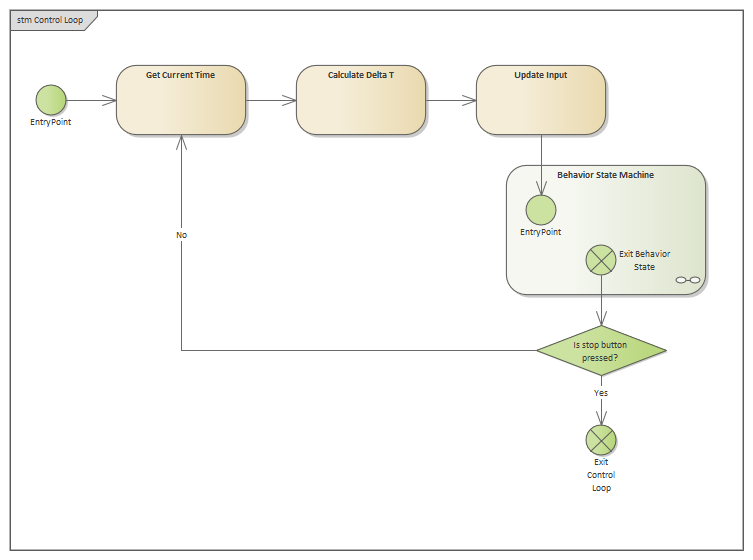 stm Control Loop
Get Current Time
Calculate Delta T
Update Input
EntryPoint
Behavior State Machine
EntryPoint
No
Exit Behavior
State
Is stop button
pressed?
Yes
Exit
Control
Loop